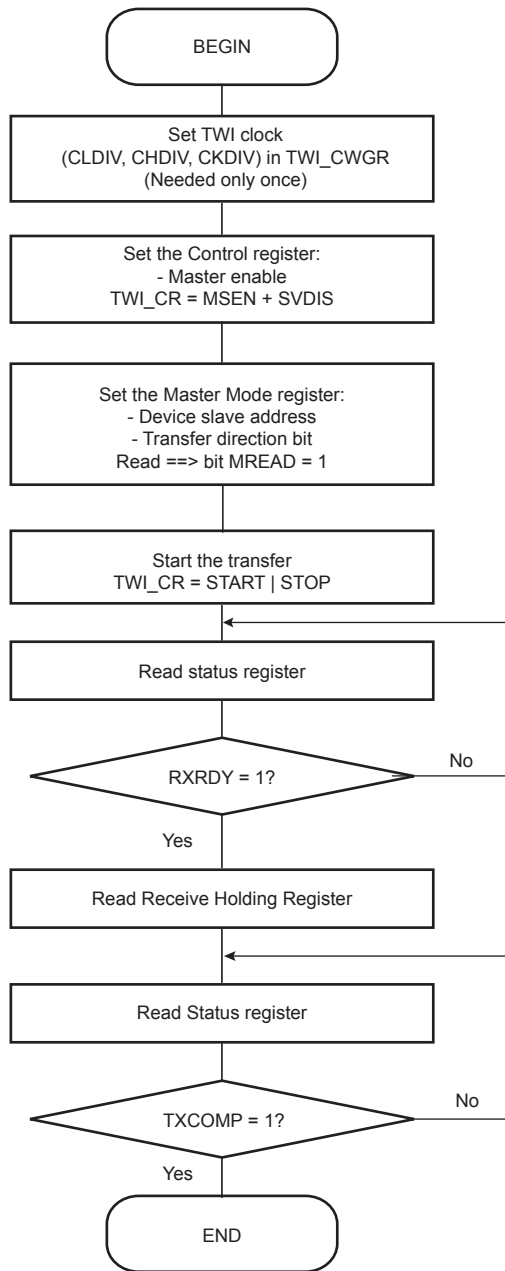 BEGIN
Set TWI clock
(CLDIV, CHDIV, CKDIV) in TWI_CWGR
(Needed only once)
Set the Control register:
- Master enable
TWI_CR = MSEN + SVDIS
Set the Master Mode register:
- Device slave address
- Transfer direction bit
Read ==> bit MREAD = 1
Start the transfer
TWI_CR = START | STOP
Read status register
RXRDY = 1?
No
Yes
Read Receive Holding Register
Read Status register
TXCOMP = 1?
No
Yes
END